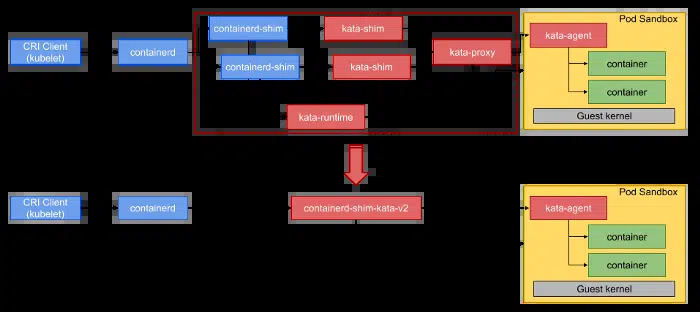 containerd-shim
kata-shim
Pod Sandbox
kata-agent
CRI Client
(kubelet)
containerd
kata-proxy
containerd-shim
kata-shim
container
container
kata-runtime
Guest kernel
Pod Sandbox
CRI Client
(kubelet)
containerd
containerd-shim-kata-v2
kata-agent
container
container
Guest kernel